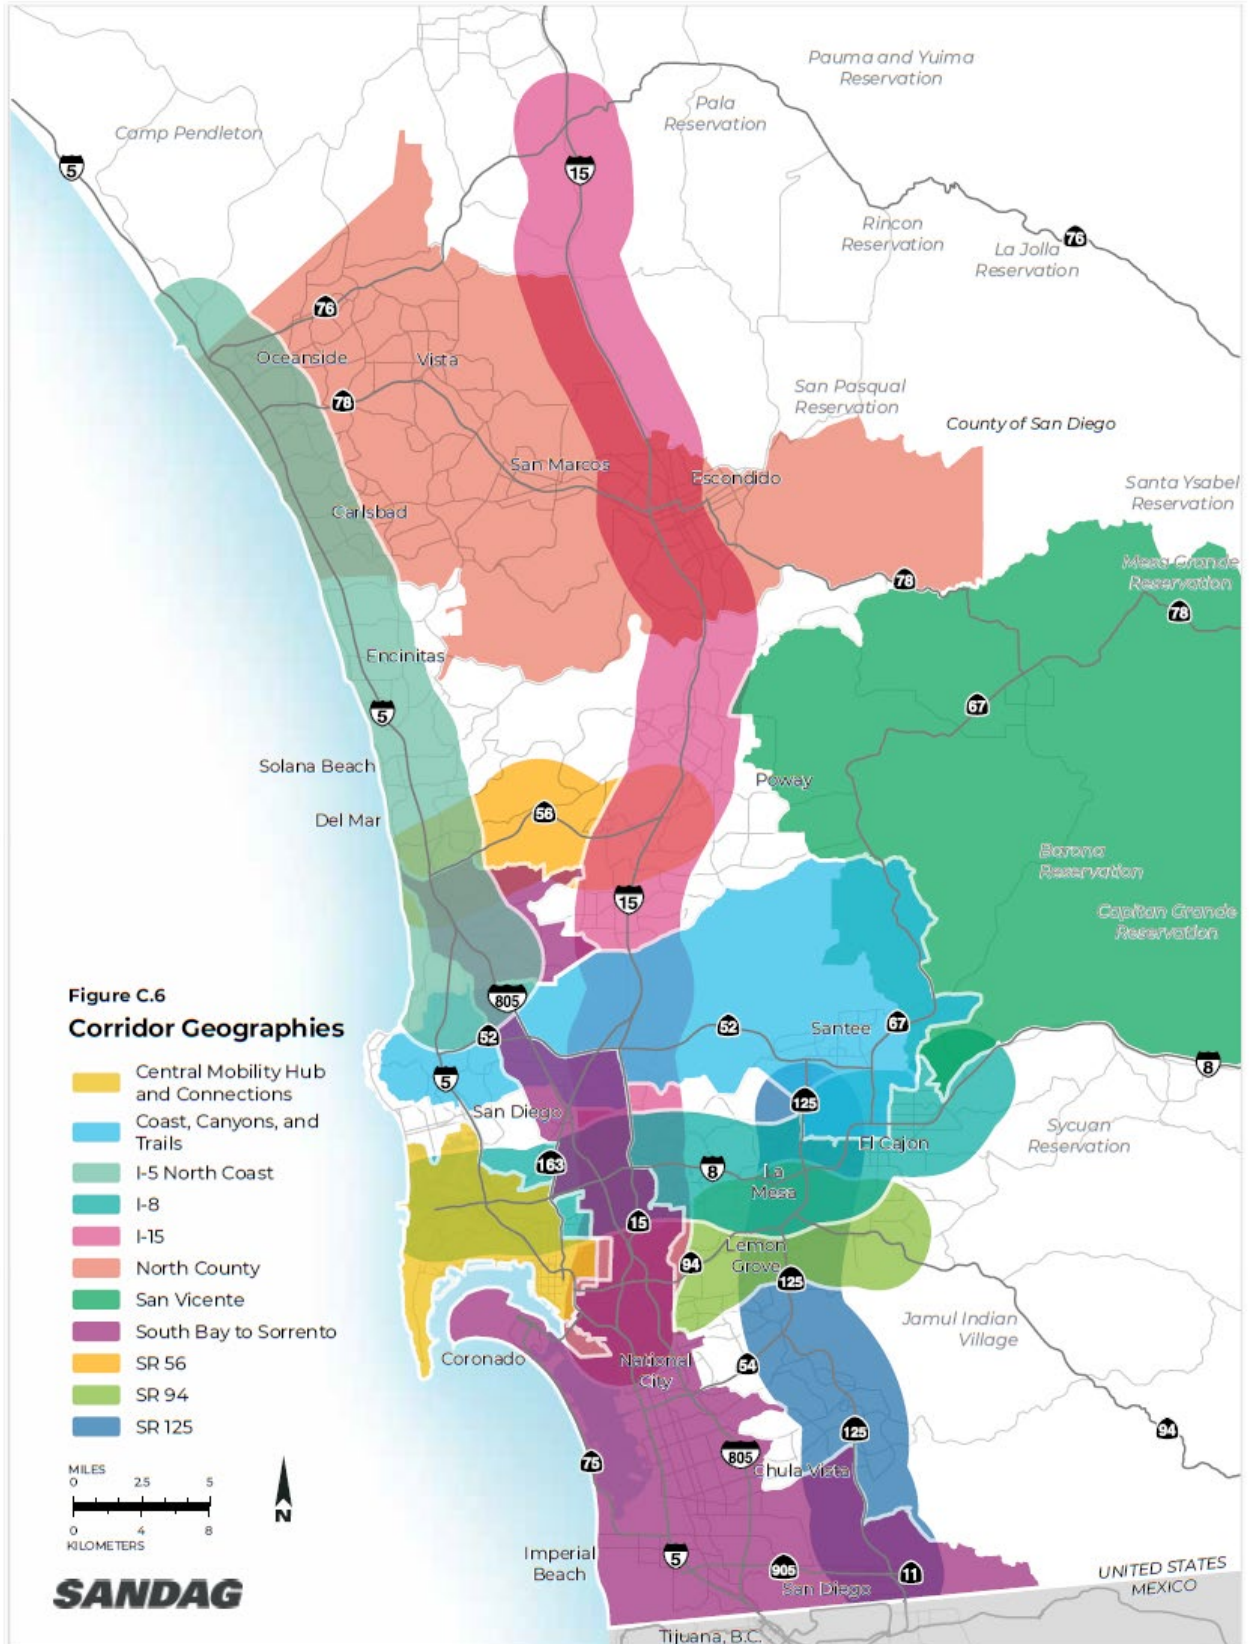 Pauma and Yuima
Reservation
Pala
Reservation
Camp Pendleton
5
15
Rincon
Reservation
La Jolla
Reservation
76
76
Oceanside
Vista
San Pasqual
Reservation
78
County of San Diego
San Marcos
Escondido
Santa Ysabel
Reservation
Carlsbad
Mesa Grande
Reservation
78
78
Encinitas
67
5
Solana Beach
Poway
56
Del Mar
Barona
Reservation
15
Capitan Grande
Reservation
805
52
52
Santee
67
8
5
125
San Diego
El Cajon
Sycuan
Reservation
163
8
La
Mesa
15
Lemon
Grove
94
125
Jamul Indian
Village
Coronado
National
City
54
125
94
75
805
Chula Vista
Imperial
Beach
5
905
San Diego
11
UNITED STATES
MEXICO
Tijuana, B.C.
Figure C.6
Corridor Geographies
Central Mobility Hub
and Connections
Coast, Canyons, and
Trails
I-5 North Coast
I-8
I-15
North County
San Vicente
South Bay to Sorrento
SR 56
SR 94
SR 125
MILES
0 2.5 5
0 4 8
KILOMETERS
N
SANDAG